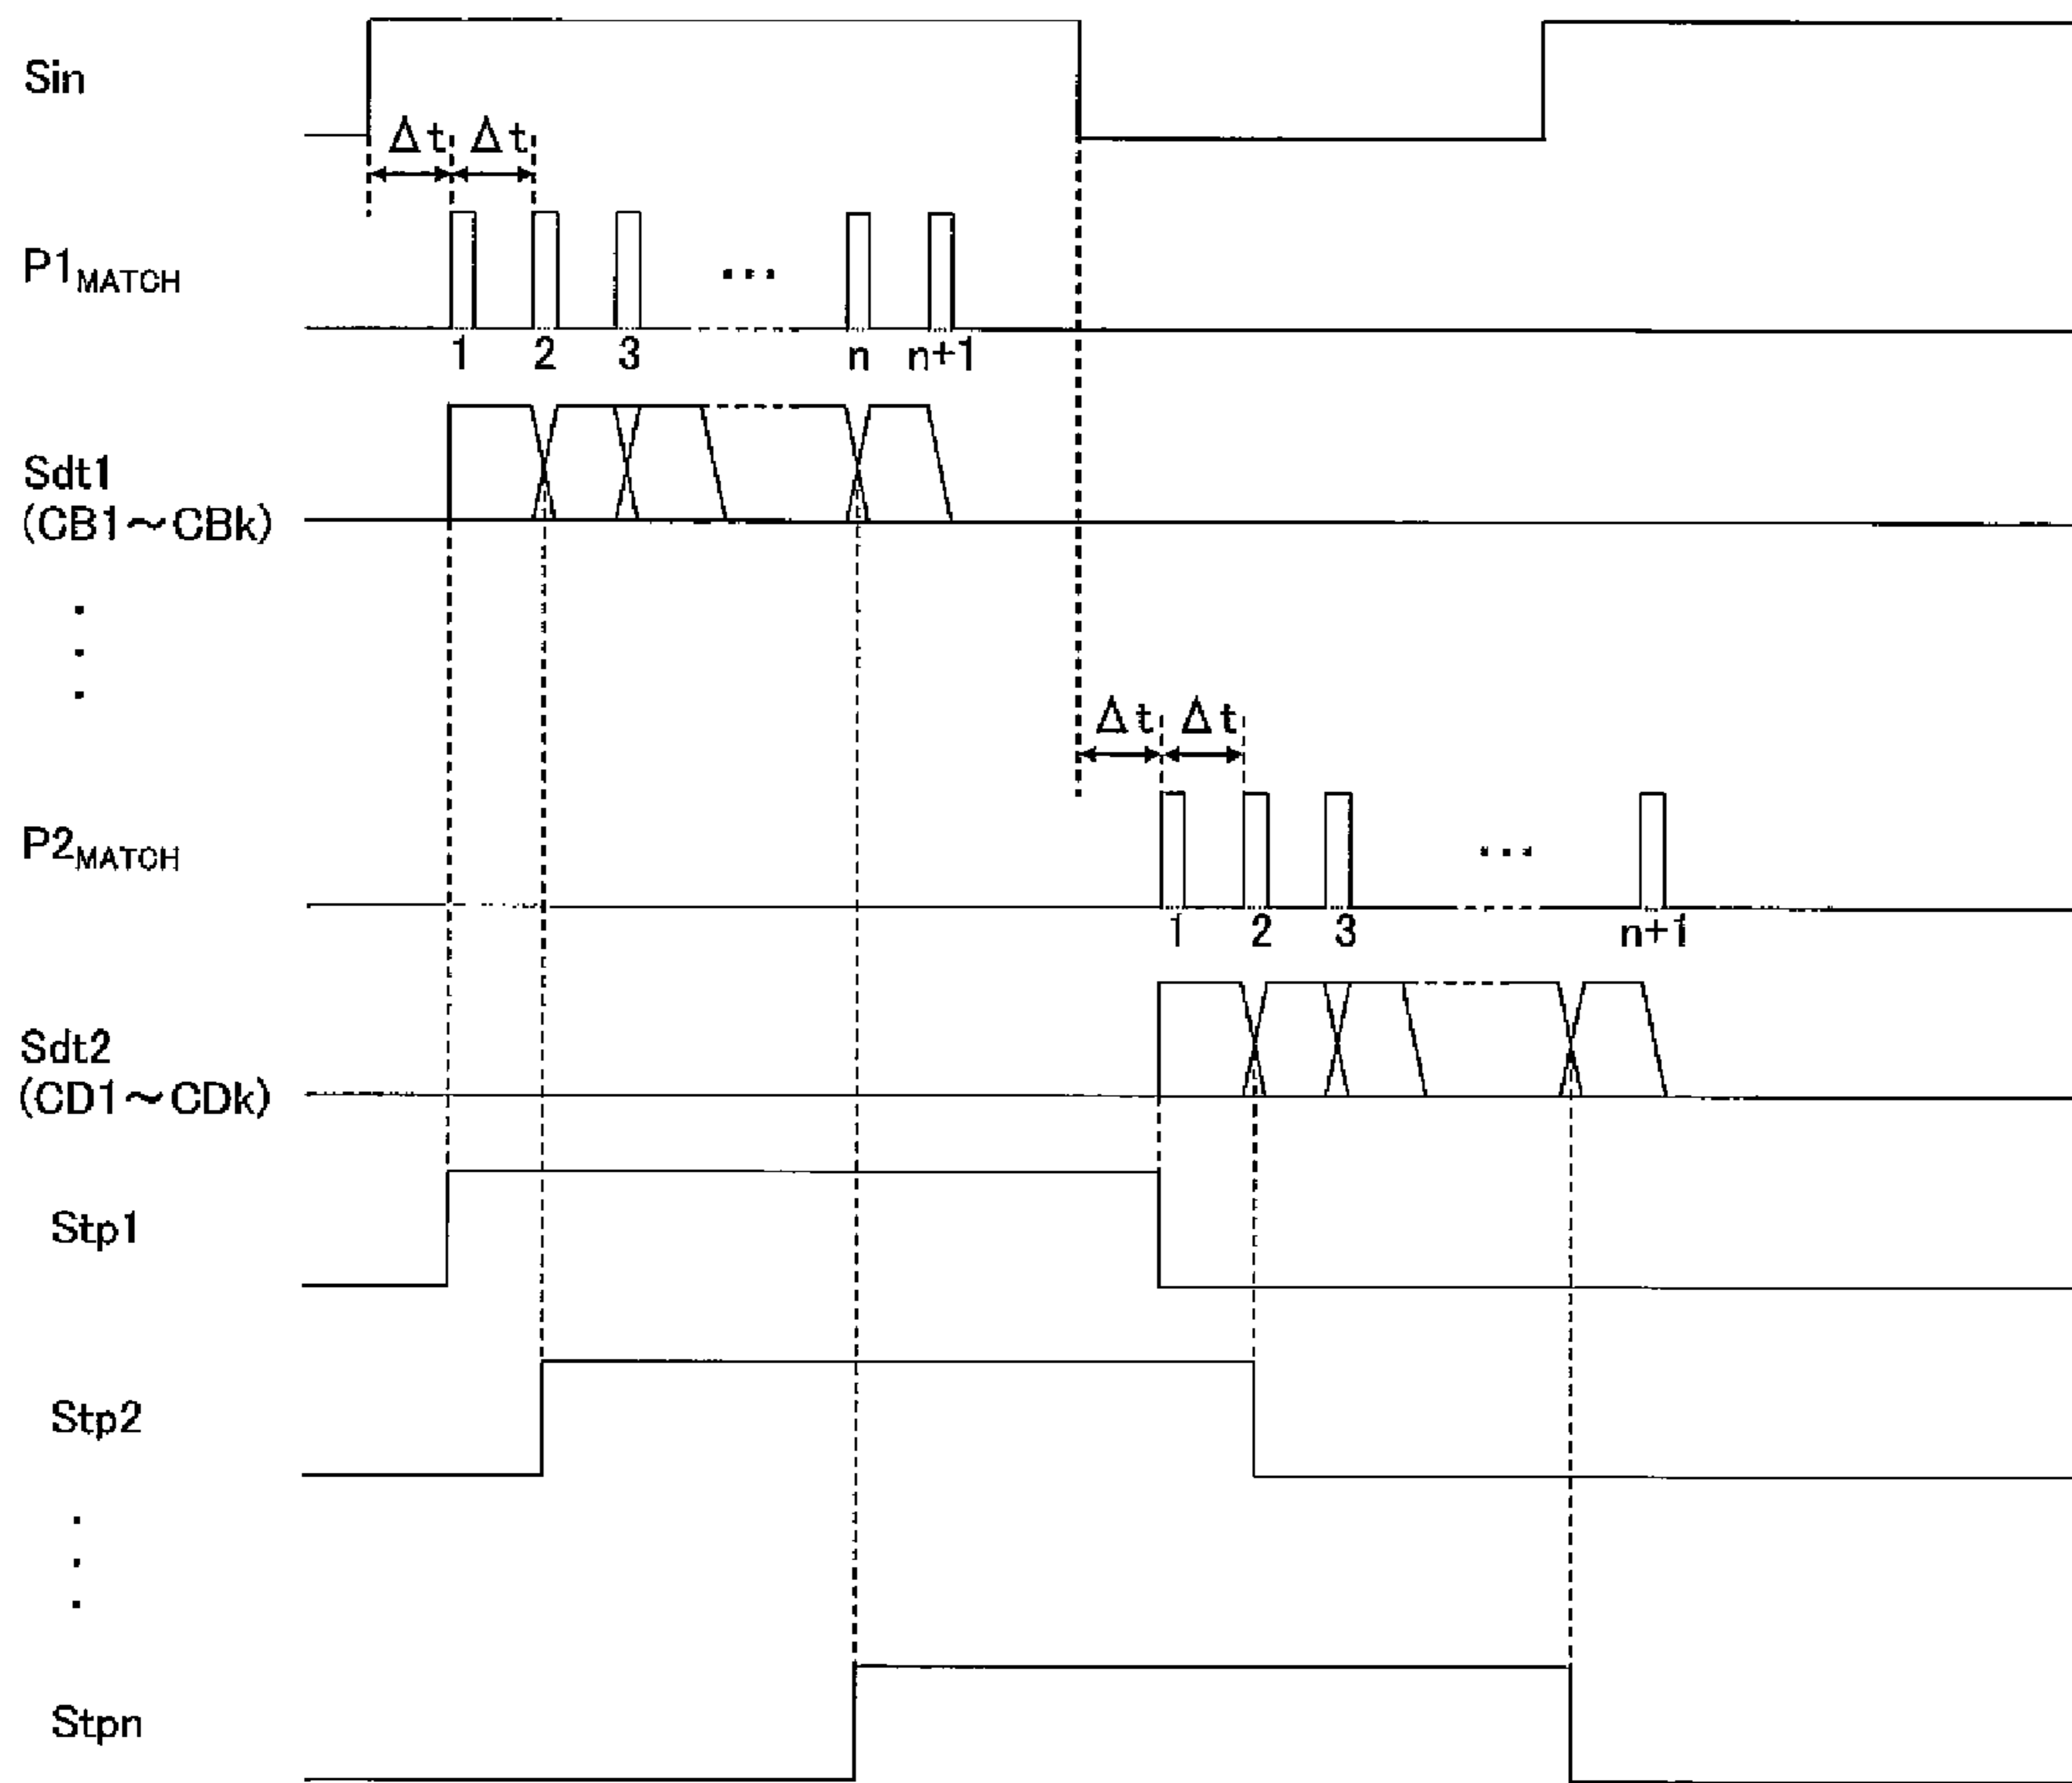 Sin
Δt Δt
P1MATCH
...
1 2 3 n n+1
Sdt1
(CB1～CBk)
Δt Δt
P2MATCH
...
1 2 3 n+1
Sdt2
(CD1～CDk)
Stp1
Stp2
Stpn